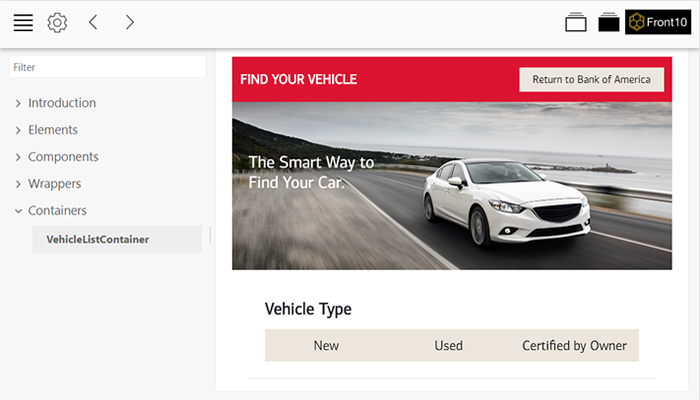 Front10
Filter
Introduction
Elements
Components
Wrappers
Containers
VehicleListContainer
FIND YOUR VEHICLE
Return to Bank of America
The Smart Way to
Find Your Car.
Vehicle Type
New Used Certified by Owner